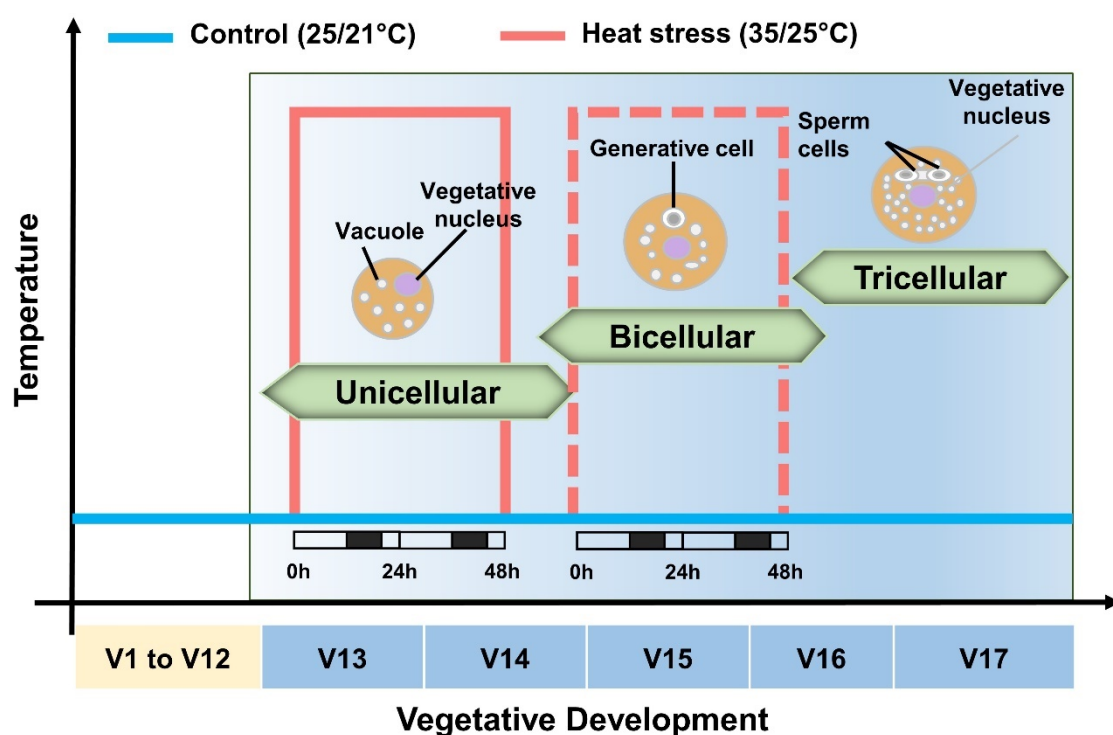 Control (25/21°C)
Heat stress (35/25°C)
Temperature
Vacuole
Vegetative
nucleus
Unicellular
Generative cell
Bicellular
Sperm
cells
Vegetative
nucleus
Tricellular
0h 24h 48h
0h 24h 48h
V1 to V12 V13 V14 V15 V16 V17
Vegetative Development